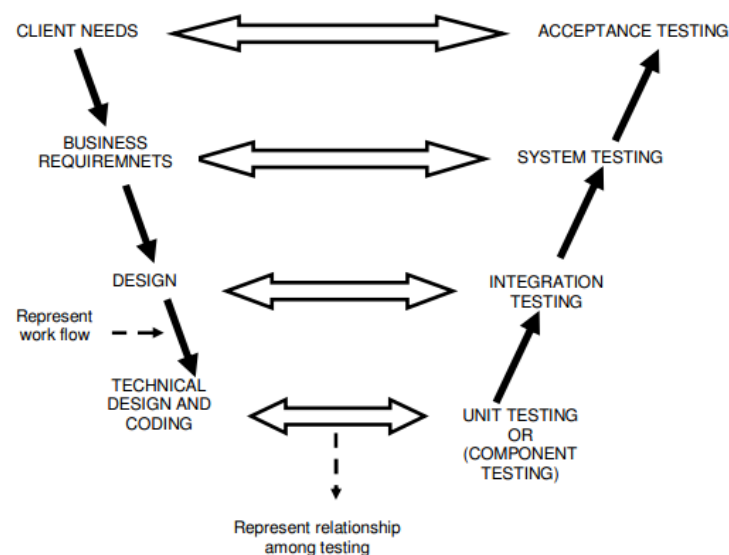 CLIENT NEEDS
ACCEPTANCE TESTING
BUSINESS
REQUIREMNETS
SYSTEM TESTING
DESIGN
INTEGRATION
TESTING
Represent
work flow
TECHNICAL
DESIGN AND
CODING
UNIT TESTING
OR
(COMPONENT
TESTING)
Represent relationship
among testing